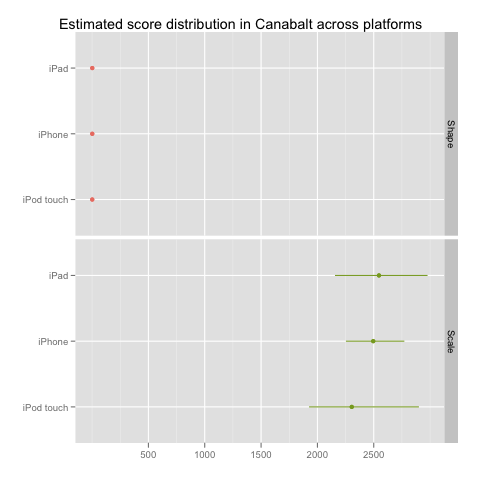 Estimated score distribution in Canabalt across platforms
iPad
iPhone
iPod touch
Shape
iPad
iPhone
iPod touch
Scale
500 1000 1500 2000 2500